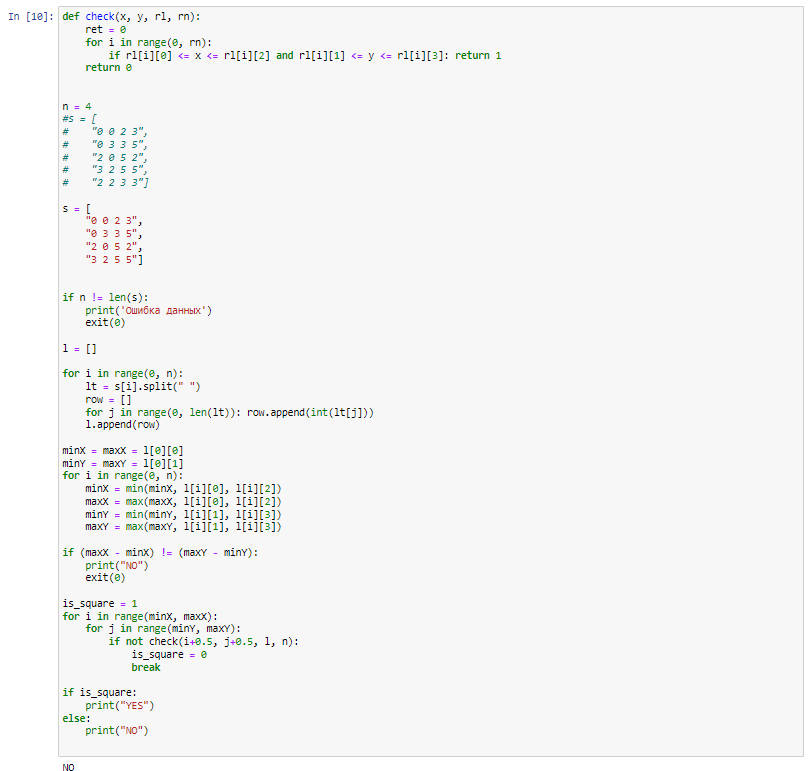 In [10]: def check(x, y, rl, rn):
    ret = 0
    for i in range(0, rn):
        if rl[i][0] <= x <= rl[i][2] and rl[i][1] <= y <= rl[i][3]: return 1
    return 0
n = 4
#s = [
#    "0 0 2 3",
#    "0 3 3 5",
#    "2 0 5 2",
#    "3 2 5 5",
#    "2 2 3 3"]
s = [
    "0 0 2 3",
    "0 3 3 5",
    "2 0 5 2",
    "3 2 5 5"]
if n != len(s):
    print('Ошибка данных')
    exit(0)
l = []
for i in range(0, n):
    lt = s[i].split(" ")
    row = []
    for j in range(0, len(lt)): row.append(int(lt[j]))
    l.append(row)
minX = maxX = l[0][0]
minY = maxY = l[0][1]
for i in range(0, n):
    minX = min(minX, l[i][0], l[i][2])
    maxX = max(maxX, l[i][0], l[i][2])
    minY = min(minY, l[i][1], l[i][3])
    maxY = max(maxY, l[i][1], l[i][3])
if (maxX - minX) != (maxY - minY):
    print("NO")
    exit(0)
is_square = 1
for i in range(minX, maxX):
    for j in range(minY, maxY):
        if not check(i+0.5, j+0.5, l, n):
            is_square = 0
            break
if is_square:
    print("YES")
else:
    print("NO")
NO